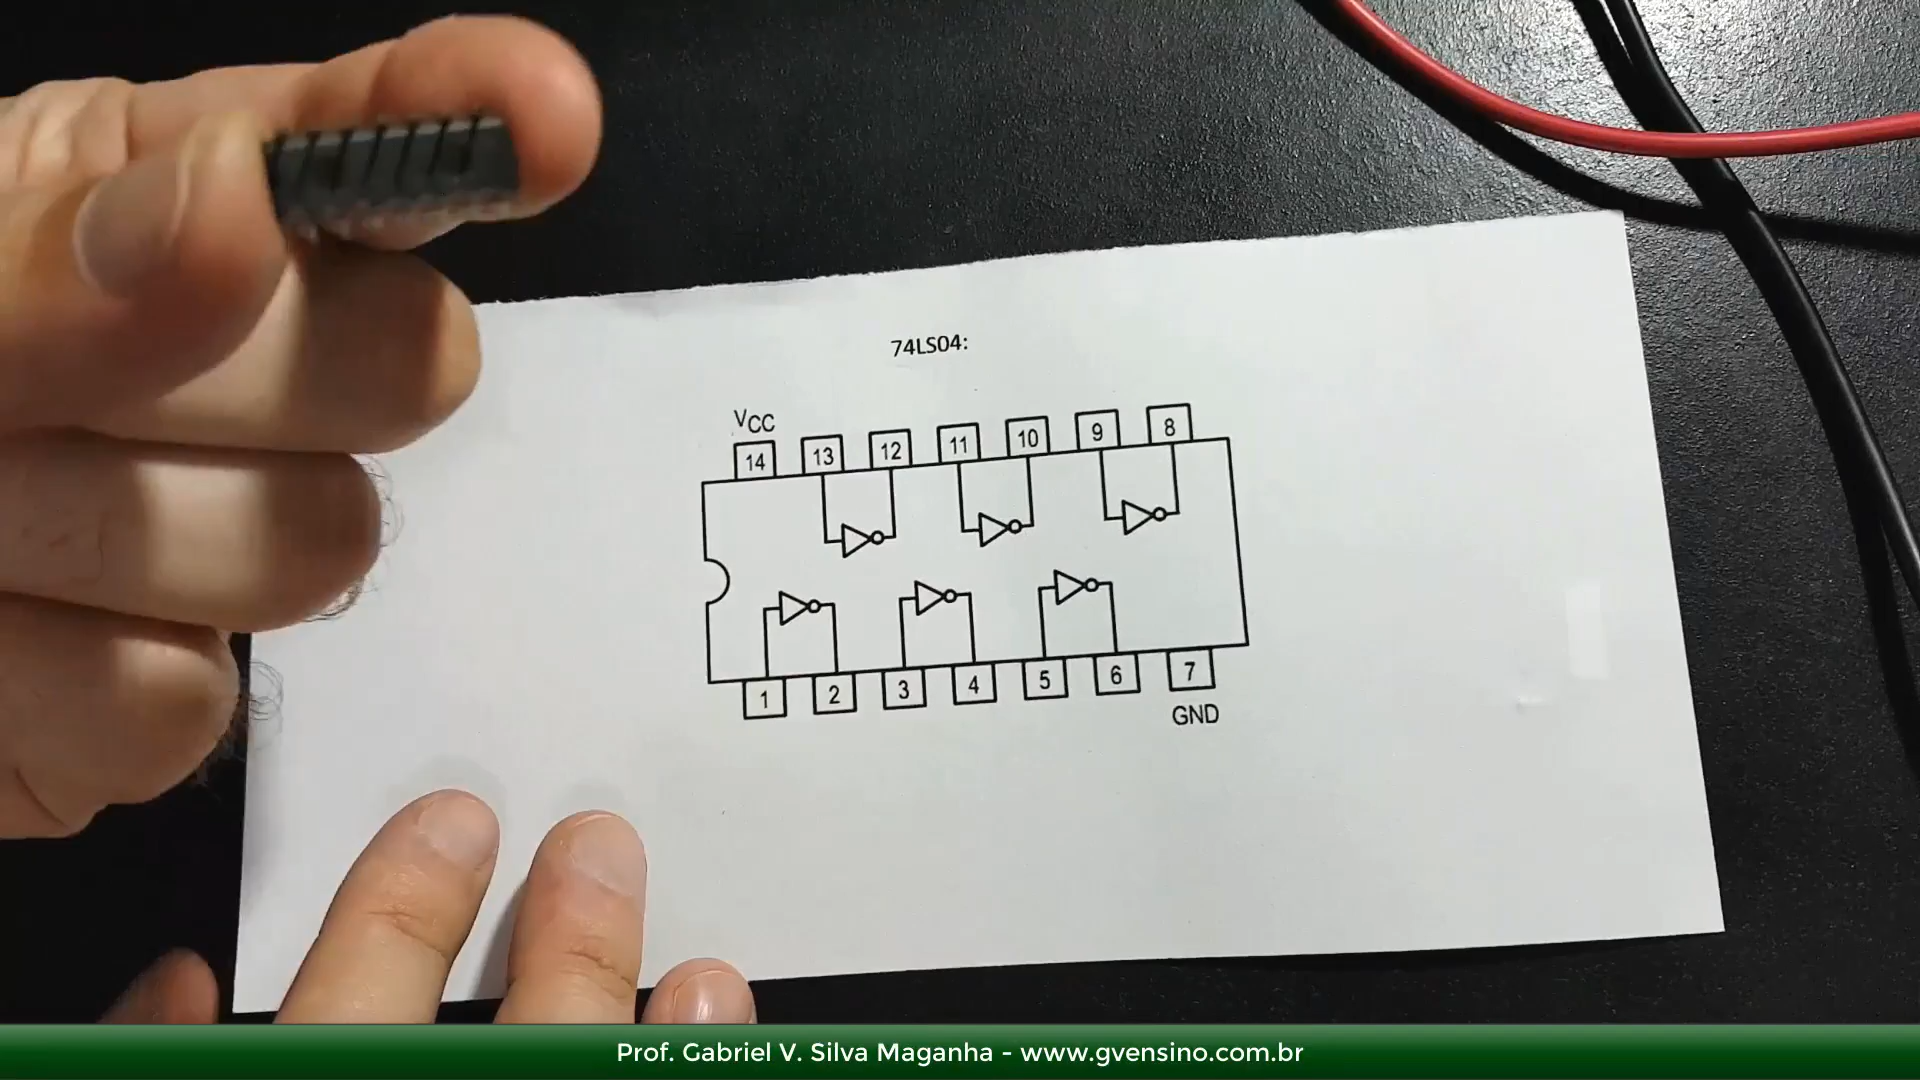 74LS04:
VCC
14 13 12 11 10 9 8
1 2 3 4 5 6 7
GND
Prof. Gabriel V. Silva Maganha - www.gvensino.com.br